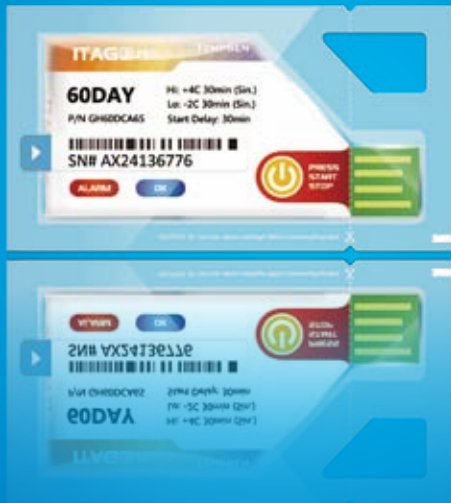 60DAY
P/N GH60DCA65
Hi: +4C 30min (Sin.)
Lo: -2C 30min (Sin.)
Start Delay: 30min
SN# AX24136776
ALARM
OK
PRESS
START
STOP